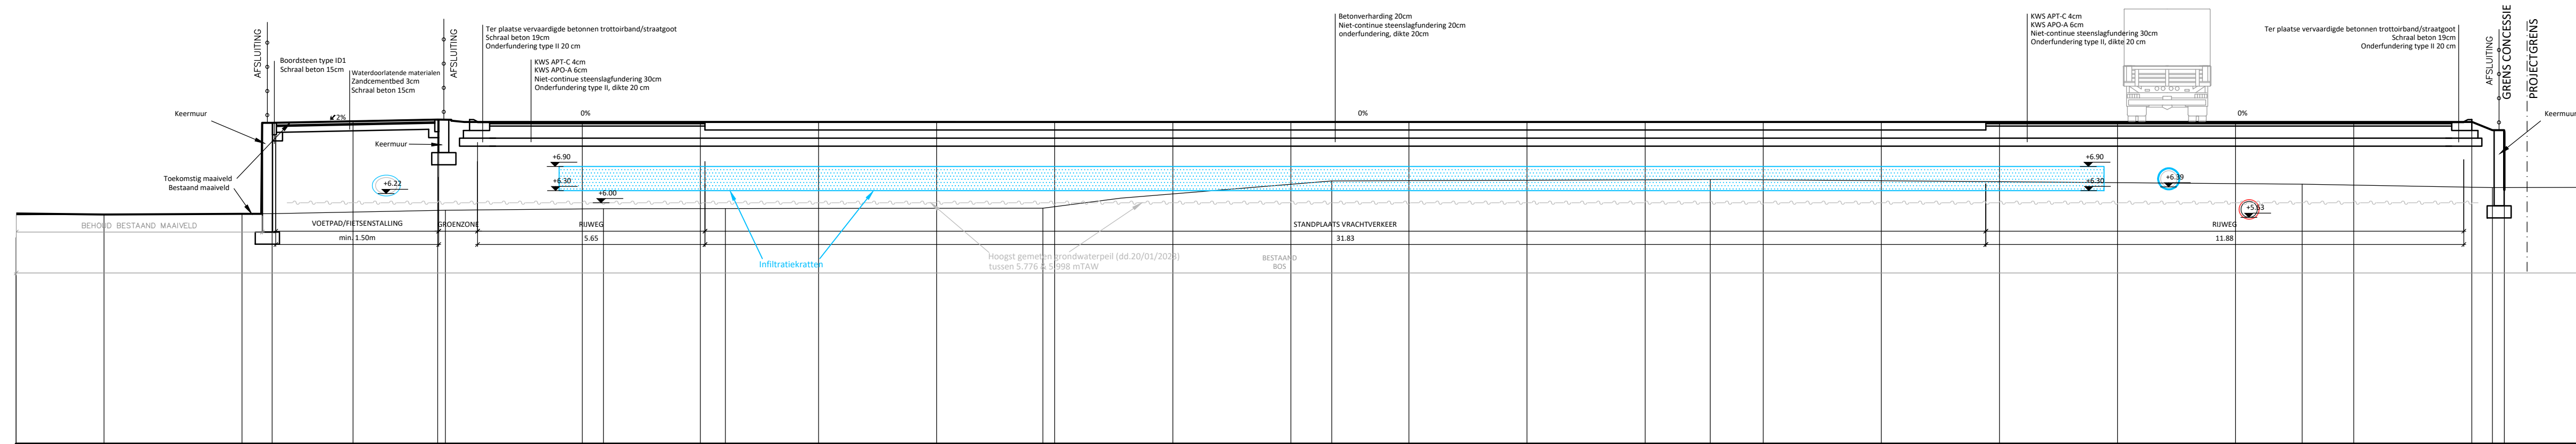 AFSLUITING
AFSLUITING
Ter plaatse vervaardigde betonnen trottoirband/straatgoot
Schraal beton 19cm
Onderfundering type II 20 cm
Boordsteen type ID1
Schraal beton 15cm
Waterdoorlatende materialen
Zandcementbed 3cm
Schraal beton 15cm
KWS APT-C 4cm
KWS APO-A 6cm
Niet-continue steenslagfundering 30cm
Onderfundering type II, dikte 20 cm
Betonverharding 20cm
Niet-continue steenslagfundering 20cm
onderfundering, dikte 20cm
KWS APT-C 4cm
KWS APO-A 6cm
Niet-continue steenslagfundering 30cm
Onderfundering type II, dikte 20 cm
Ter plaatse vervaardigde betonnen trottoirband/straatgoot
Schraal beton 19cm
Onderfundering type II 20 cm
AFSLUITING
GRENS CONCESSIE
PROJECTGRENS
Keermuur
2%
0%
0%
0%
Keermuur
Keermuur
Toekomstig maaiveld
Bestaand maaiveld
+6.22
+6.90
+6.30
+6.00
+6.90
+6.30
+6.39
+5.63
BEHOUD BESTAAND MAAIVELD
VOETPAD/FIETSENSTALLING
GROENZONE
RIJWEG
STANDPLAATS VRACHTVERKEER
RIJWEG
min. 1.50m
5.65
31.83
11.88
Infiltratiekratten
Hoogst gemeten grondwaterpeil (dd.20/01/2023)
tussen 5.776 & 5.998 mTAW
BESTAAND
BOS